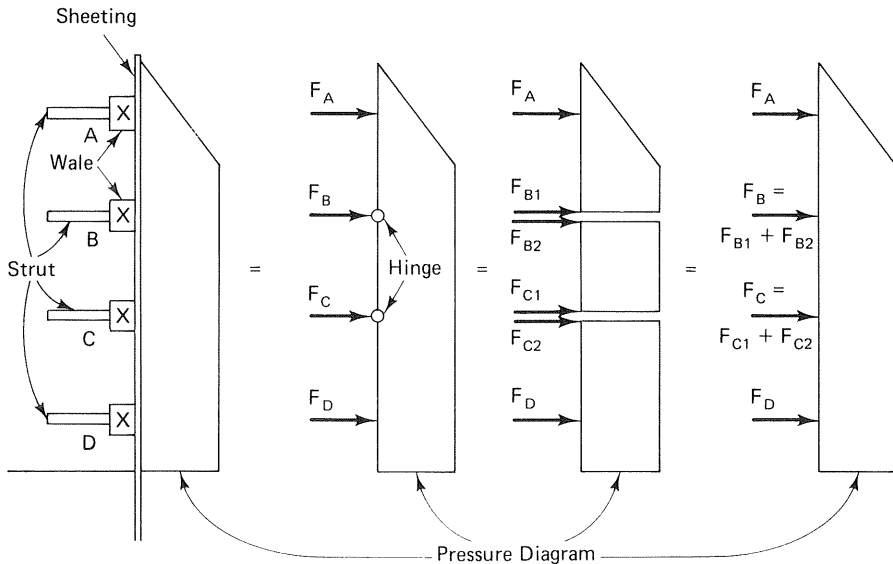 Sheeting
A
Wale
B
Strut
C
D
X
X
X
X
=
F_A
F_B
Hinge
F_C
F_D
=
F_A
F_B1
F_B2
F_C1
F_C2
F_D
=
F_A
F_B =
F_B1 + F_B2
F_C =
F_C1 + F_C2
F_D
Pressure Diagram